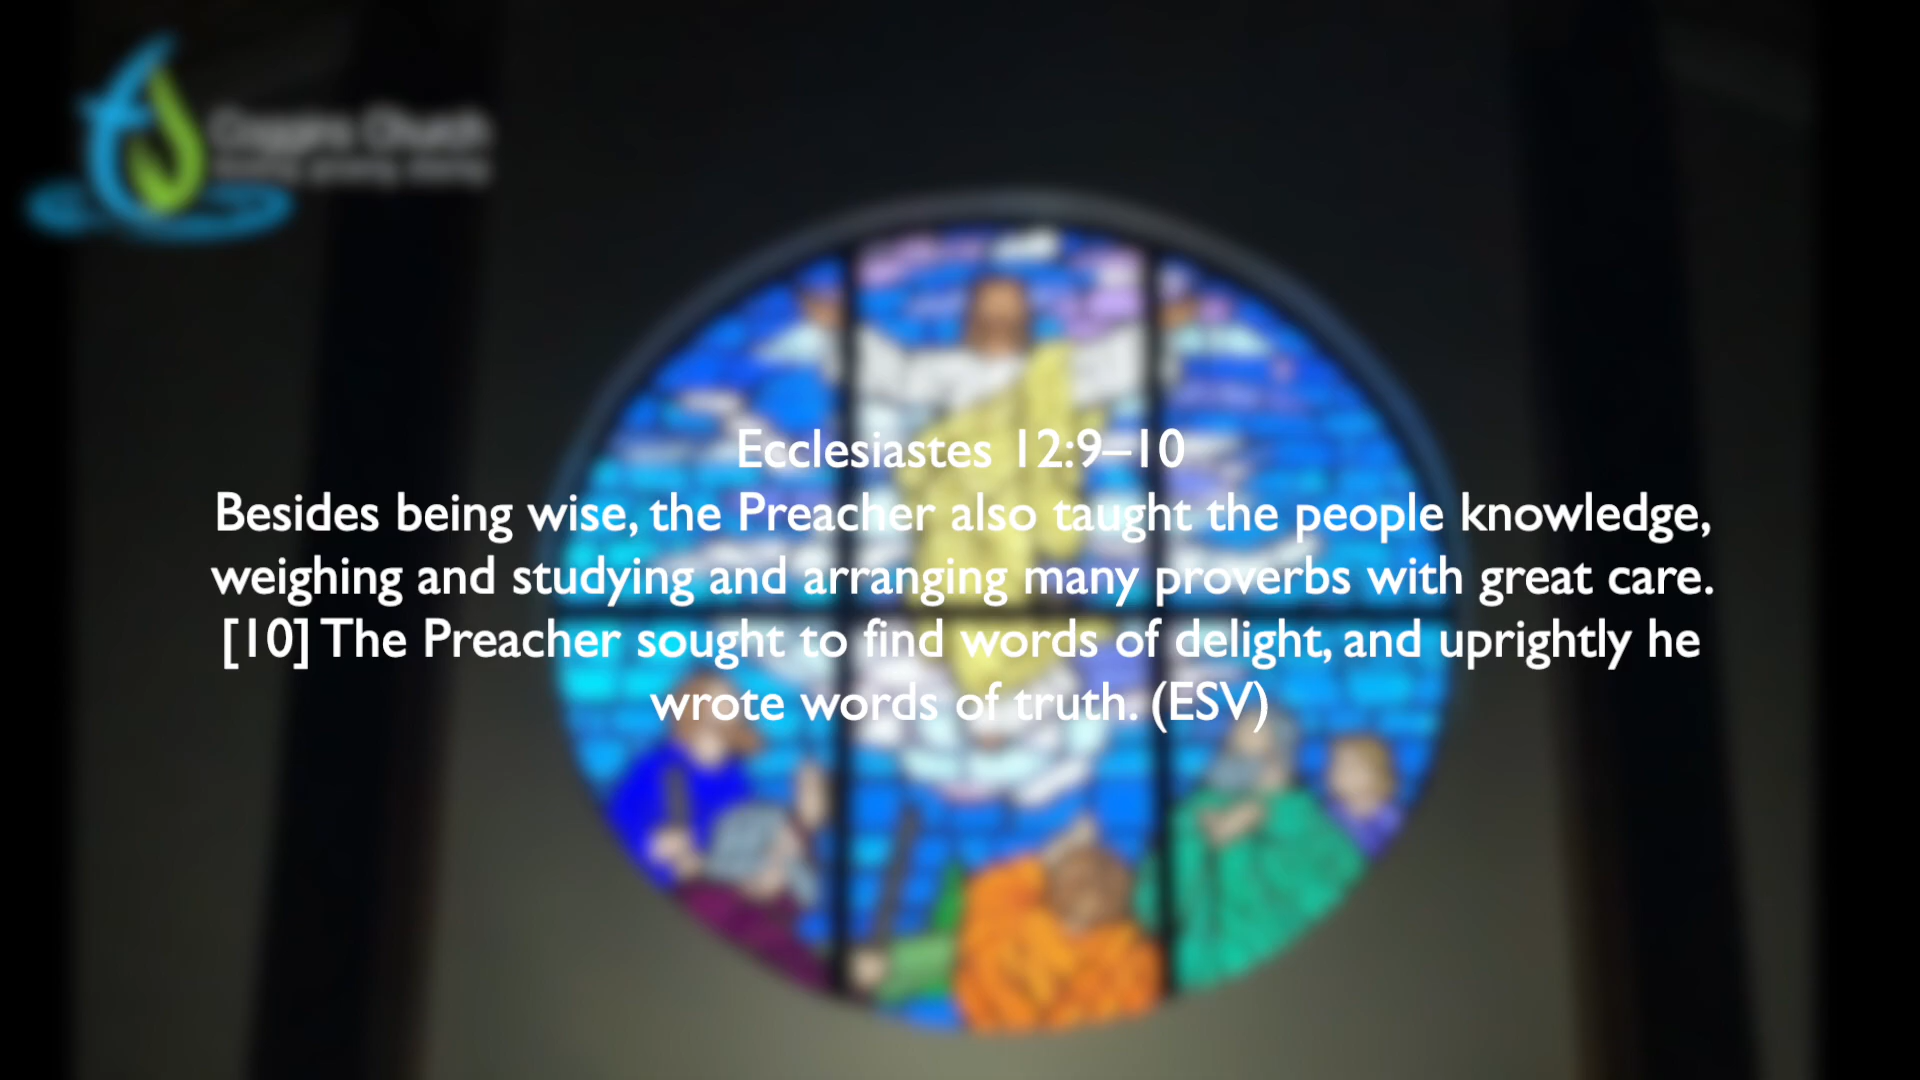 Coggins Church
Ecclesiastes 12:9–10
Besides being wise, the Preacher also taught the people knowledge,
weighing and studying and arranging many proverbs with great care.
[10] The Preacher sought to find words of delight, and uprightly he
wrote words of truth. (ESV)